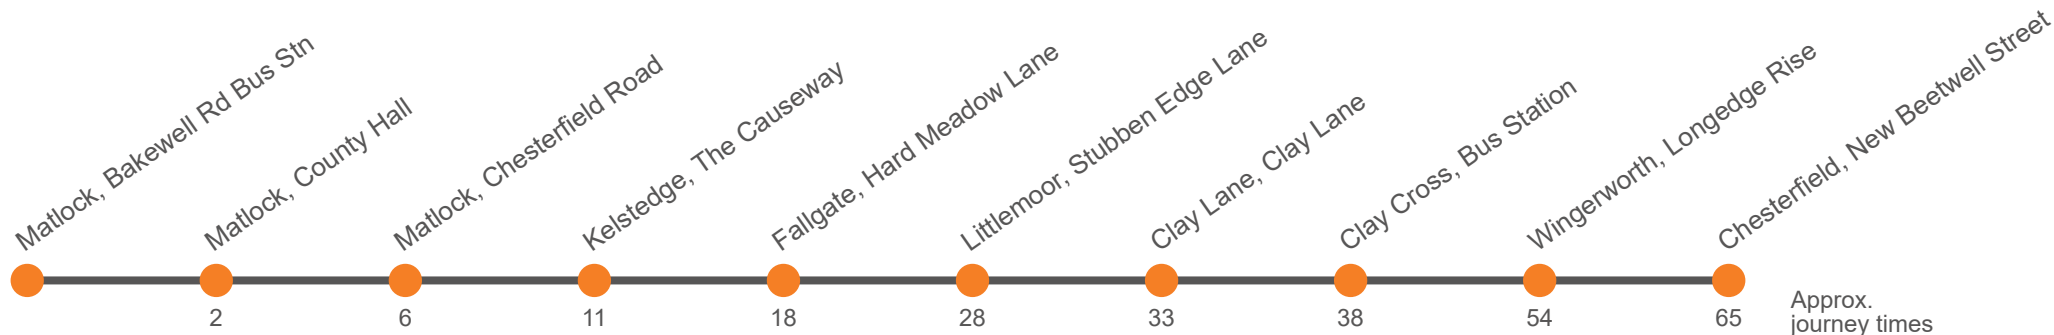 Matlock, Bakewell Rd Bus Stn
Matlock, County Hall
Matlock, Chesterfield Road
Kelstedge, The Causeway
Fallgate, Hard Meadow Lane
Littlemoor, Stubben Edge Lane
Clay Lane, Clay Lane
Clay Cross, Bus Station
Wingerworth, Longedge Rise
Chesterfield, New Beetwell Street
2 6 11 18 28 33 38 54 65
Approx.
journey times